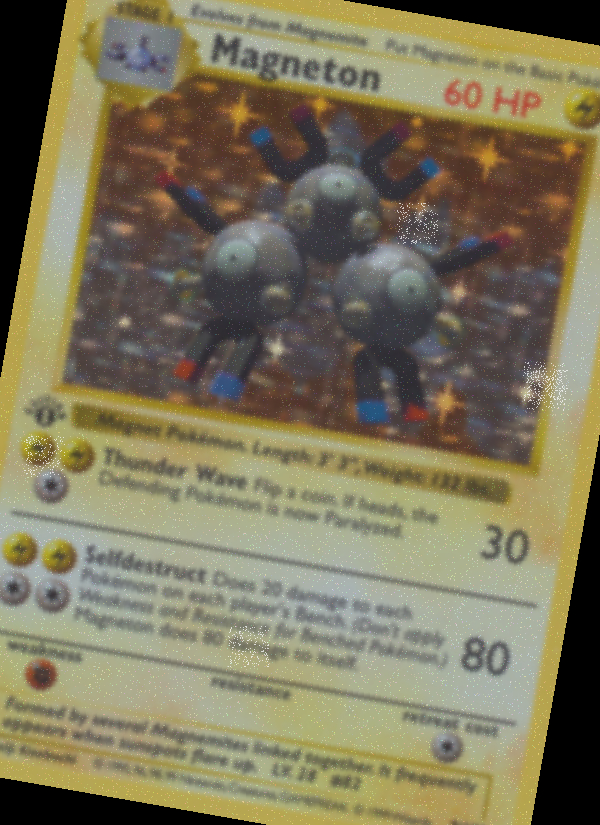 STAGE 1
Evolves from Magnemite Put Magneton on the Basic Poké
Magneton 60 HP
Magnet Pokémon. Length: 3' 3", Weight: 132 lbs.
Thunder Wave Flip a coin. If heads, the
Defending Pokémon is now Paralyzed.
30
Selfdestruct Does 20 damage to each
Pokémon on each player's Bench. (Don't apply
Weakness and Resistance for Benched Pokémon.)
Magneton does 80 damage to itself.
80
weakness
resistance
retreat cost
Formed by several Magnemites linked together. It frequently
appears when sunspots flare up. LV. 28 #82